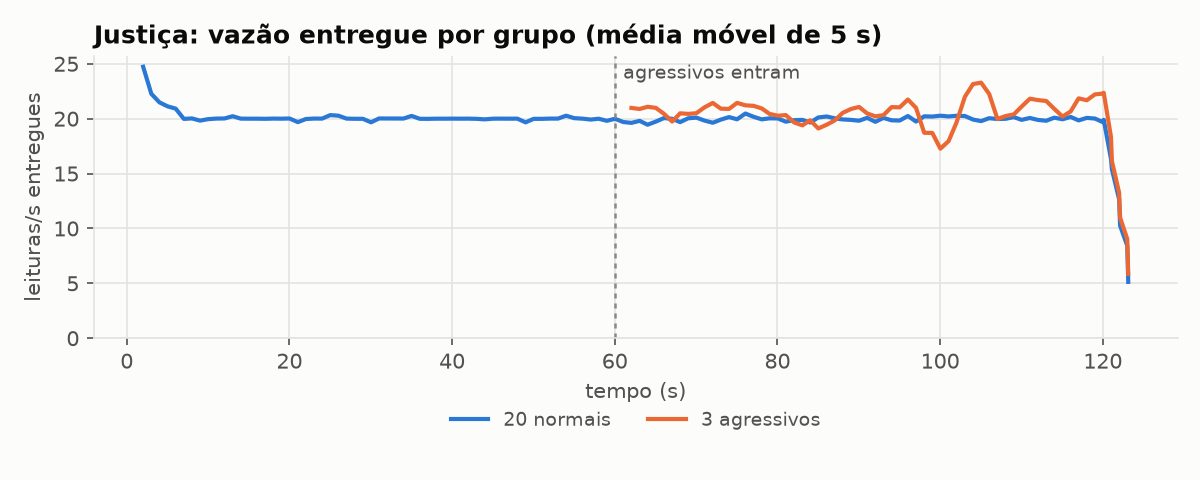 Justiça: vazão entregue por grupo (média móvel de 5 s)
leituras/s entregues
25
20
15
10
5
0
agressivos entram
0 20 40 60 80 100 120
tempo (s)
20 normais 3 agressivos